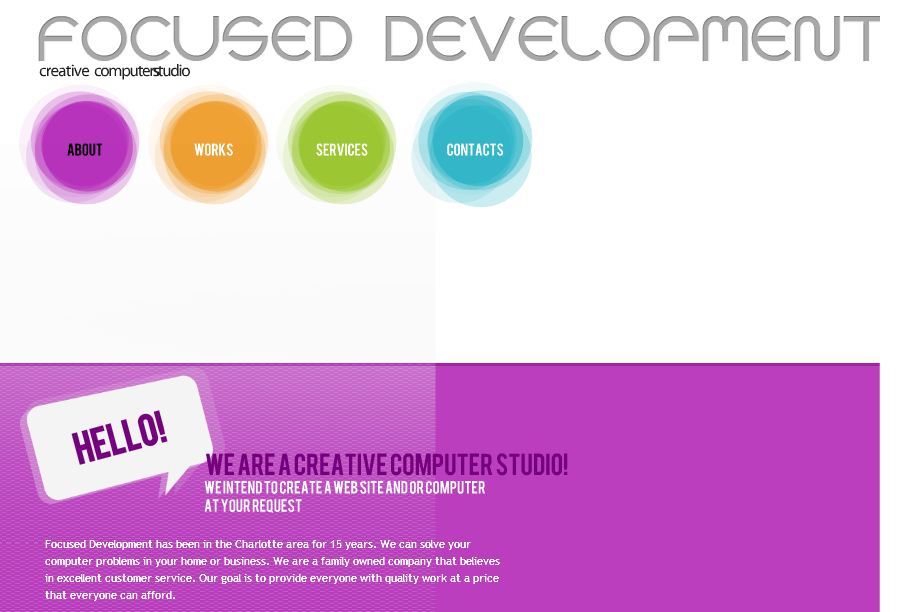 FOCUSED DEVELOPMENT
creative computerstudio
ABOUT WORKS SERVICES CONTACTS
HELLO!
WE ARE A CREATIVE COMPUTER STUDIO!
WE INTEND TO CREATE A WEB SITE AND OR COMPUTER
AT YOUR REQUEST
Focused Development has been in the Charlotte area for 15 years. We can solve your
computer problems in your home or business. We are a family owned company that believes
in excellent customer service. Our goal is to provide everyone with quality work at a price
that everyone can afford.